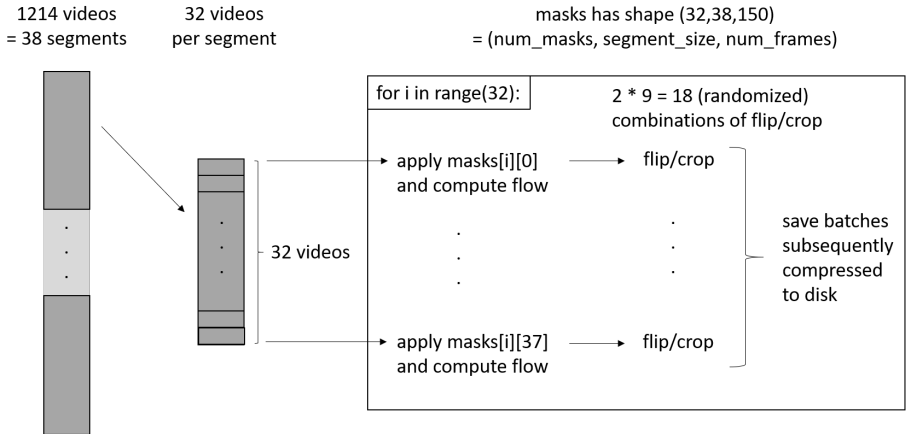 1214 videos
= 38 segments
32 videos
per segment
masks has shape (32,38,150)
= (num_masks, segment_size, num_frames)
for i in range(32):
2 * 9 = 18 (randomized)
combinations of flip/crop
apply masks[i][0]
and compute flow
flip/crop
32 videos
save batches
subsequently
compressed
to disk
apply masks[i][37]
and compute flow
flip/crop